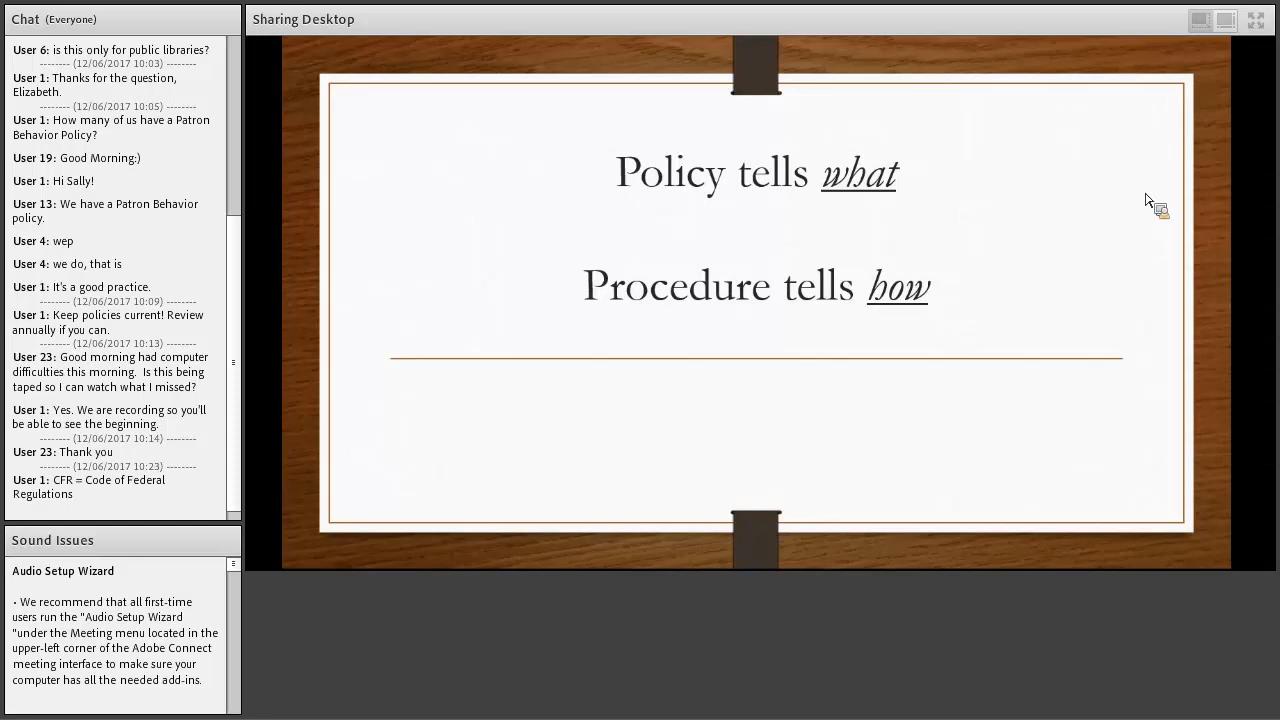 Chat (Everyone)
User 6: is this only for public libraries?
-------- (12/06/2017 10:03) --------
User 1: Thanks for the question,
Elizabeth.
-------- (12/06/2017 10:05) --------
User 1: How many of us have a Patron
Behavior Policy?
User 19: Good Morning:)
User 1: Hi Sally!
User 13: We have a Patron Behavior
policy.
User 4: wep
User 4: we do, that is
User 1: It's a good practice.
-------- (12/06/2017 10:09) --------
User 1: Keep policies current! Review
annually if you can.
-------- (12/06/2017 10:13) --------
User 23: Good morning had computer
difficulties this morning.  Is this being
taped so I can watch what I missed?
User 1: Yes. We are recording so you'll
be able to see the beginning.
-------- (12/06/2017 10:14) --------
User 23: Thank you
-------- (12/06/2017 10:23) --------
User 1: CFR = Code of Federal
Regulations
Sound Issues
Audio Setup Wizard
• We recommend that all first-time
users run the "Audio Setup Wizard
"under the Meeting menu located in the
upper-left corner of the Adobe Connect
meeting interface to make sure your
computer has all the needed add-ins.
Sharing Desktop
Policy tells what
Procedure tells how